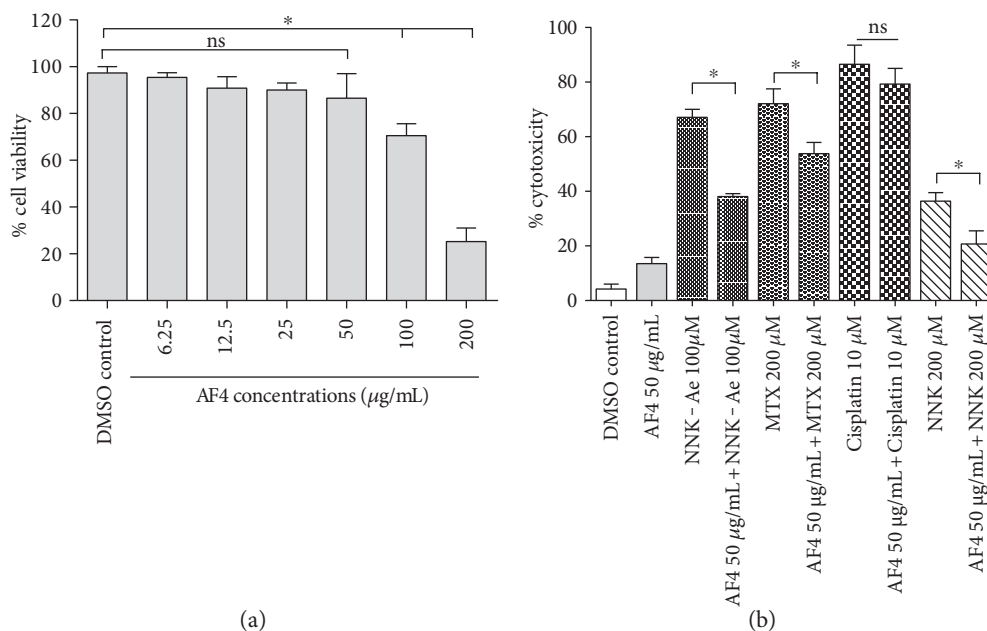 120
100
80
60
40
20
0
% cell viability
*
ns
DMSO control
6.25
12.5
25
50
100
200
AF4 concentrations (μg/mL)
(a)
100
80
60
40
20
0
% cytotoxicity
*
*
ns
*
DMSO control
AF4 50 μg/mL
NNK – Ae 100μM
AF4 50 μg/mL + NNK – Ae 100μM
MTX 200 μM
AF4 50 μg/mL + MTX 200 μM
Cisplatin 10 μM
AF4 50 μg/mL + Cisplatin 10 μM
NNK 200 μM
AF4 50 μg/mL + NNK 200 μM
(b)